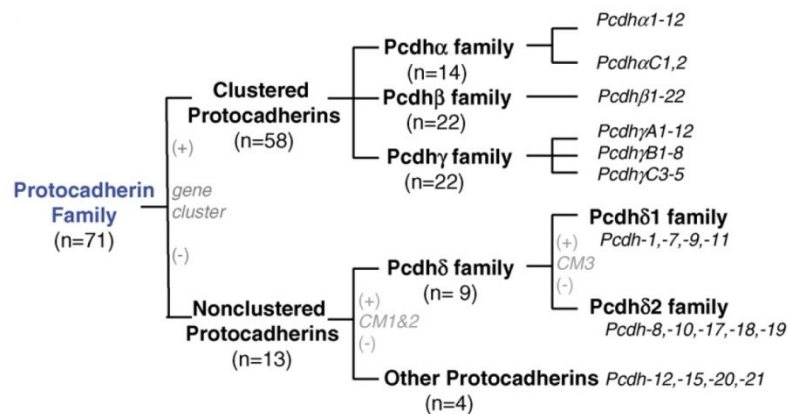 Protocadherin
Family
(n=71)
(+)
gene
cluster
(-)
Clustered
Protocadherins
(n=58)
Pcdhα family
(n=14)
Pcdhα1-12
PcdhαC1,2
Pcdhβ family
(n=22)
Pcdhβ1-22
Pcdhγ family
(n=22)
PcdhγA1-12
PcdhγB1-8
PcdhγC3-5
Nonclustered
Protocadherins
(n=13)
(+)
CM1&2
(-)
Pcdhδ family
(n= 9)
(+)
CM3
(-)
Pcdhδ1 family
Pcdh-1,-7,-9,-11
Pcdhδ2 family
Pcdh-8,-10,-17,-18,-19
Other Protocadherins Pcdh-12,-15,-20,-21
(n=4)